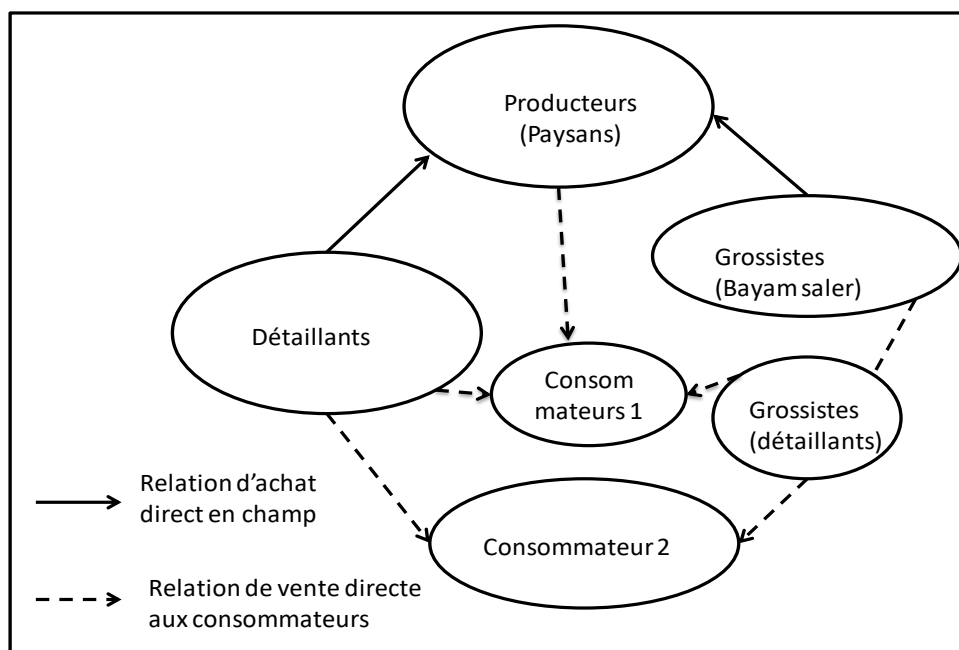 Producteurs
(Paysans)
Grossistes
(Bayam saler)
Détaillants
Consom
mateurs 1
Grossistes
(détaillants)
Relation d’achat
direct en champ
Consommateur 2
Relation de vente directe
aux consommateurs